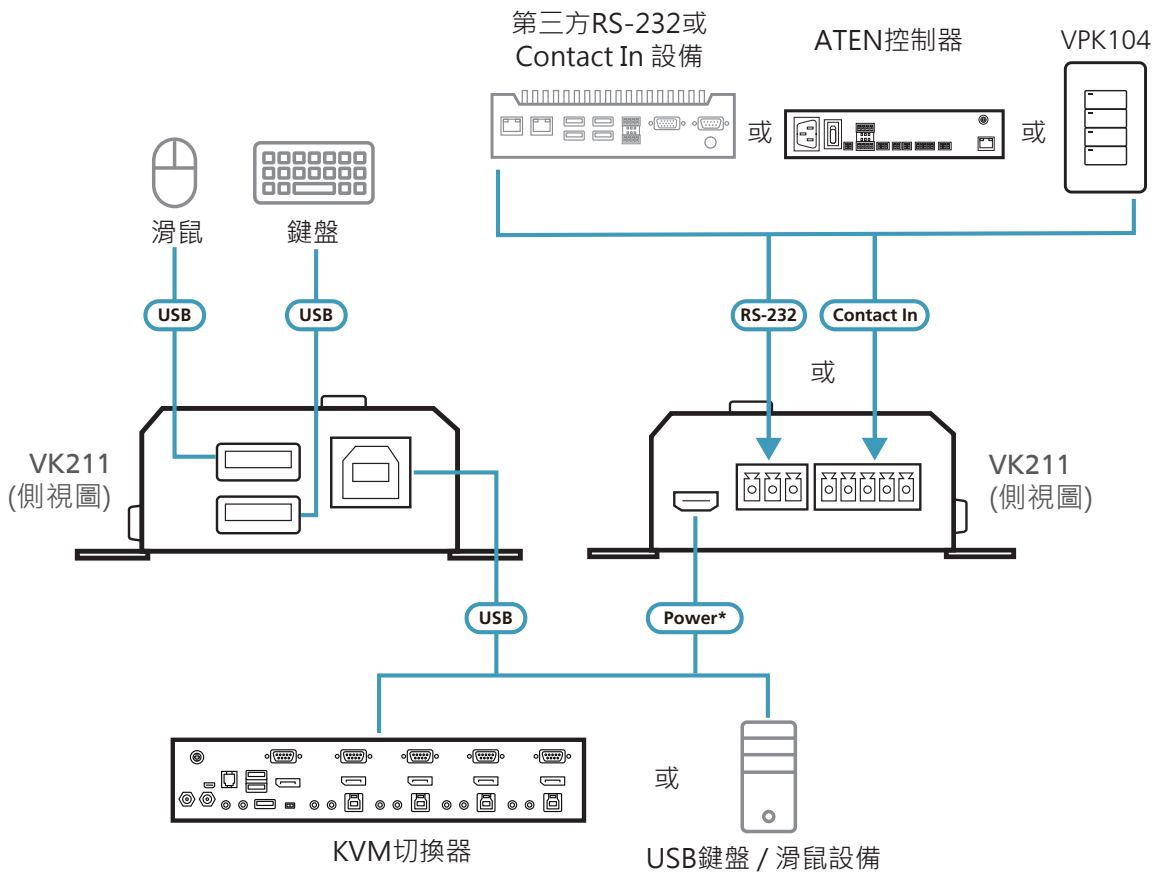 第三方RS-232或
Contact In 設備
ATEN控制器
VPK104
或
或
滑鼠
鍵盤
USB
USB
RS-232
Contact In
或
VK211
(側視圖)
VK211
(側視圖)
USB
Power*
或
KVM切換器
USB鍵盤 / 滑鼠設備